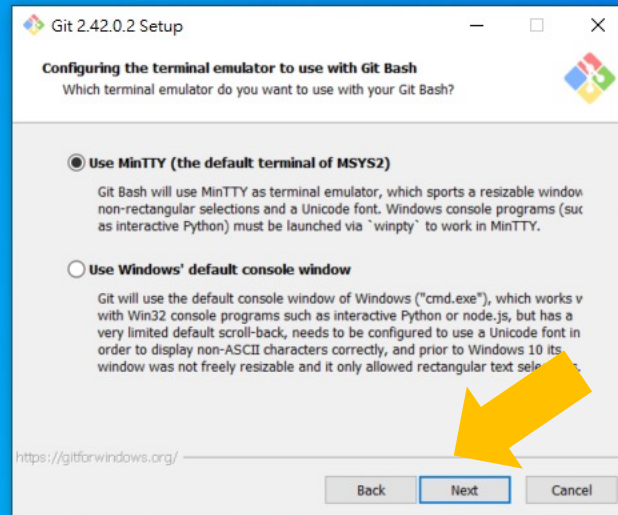 Git 2.42.0.2 Setup
Configuring the terminal emulator to use with Git Bash
Which terminal emulator do you want to use with your Git Bash?
Use MinTTY (the default terminal of MSYS2)
Git Bash will use MinTTY as terminal emulator, which sports a resizable window
non-rectangular selections and a Unicode font. Windows console programs (suc
as interactive Python) must be launched via `winpty` to work in MinTTY.
Use Windows' default console window
Git will use the default console window of Windows ("cmd.exe"), which works
with Win32 console programs such as interactive Python or node.js, but has a
very limited default scroll-back, needs to be configured to use a Unicode font in
order to display non-ASCII characters correctly, and prior to Windows 10 its
window was not freely resizable and it only allowed rectangular text
https://gitforwindows.org/
Back Next Cancel